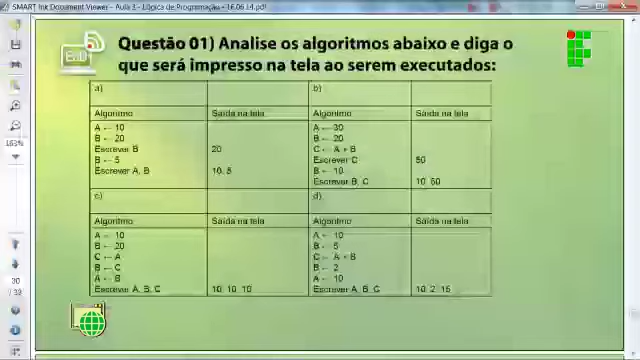 SMART Ink Document Viewer - Aula 3 - Lógica de Programação - 16.06.14.pdf
Questão 01) Analise os algoritmos abaixo e diga o
que será impresso na tela ao serem executados:
a)
b)
Algoritmo Saída na tela Algoritmo Saída na tela
A ← 10
B ← 20
Escrever B 20
B ← 5
Escrever A, B 10, 5
A ← 30
B ← 20
C ← A + B
Escrever C 50
B ← 10
Escrever B, C 10 50
c)
d)
Algoritmo Saída na tela Algoritmo Saída na tela
A ← 10
B ← 20
C ← A
B ← C
A ← B
Escrever A, B, C 10 10 10
A ← 10
B ← 5
C ← A + B
B ← 2
A ← 10
Escrever A, B, C 10 2 15
163%
30